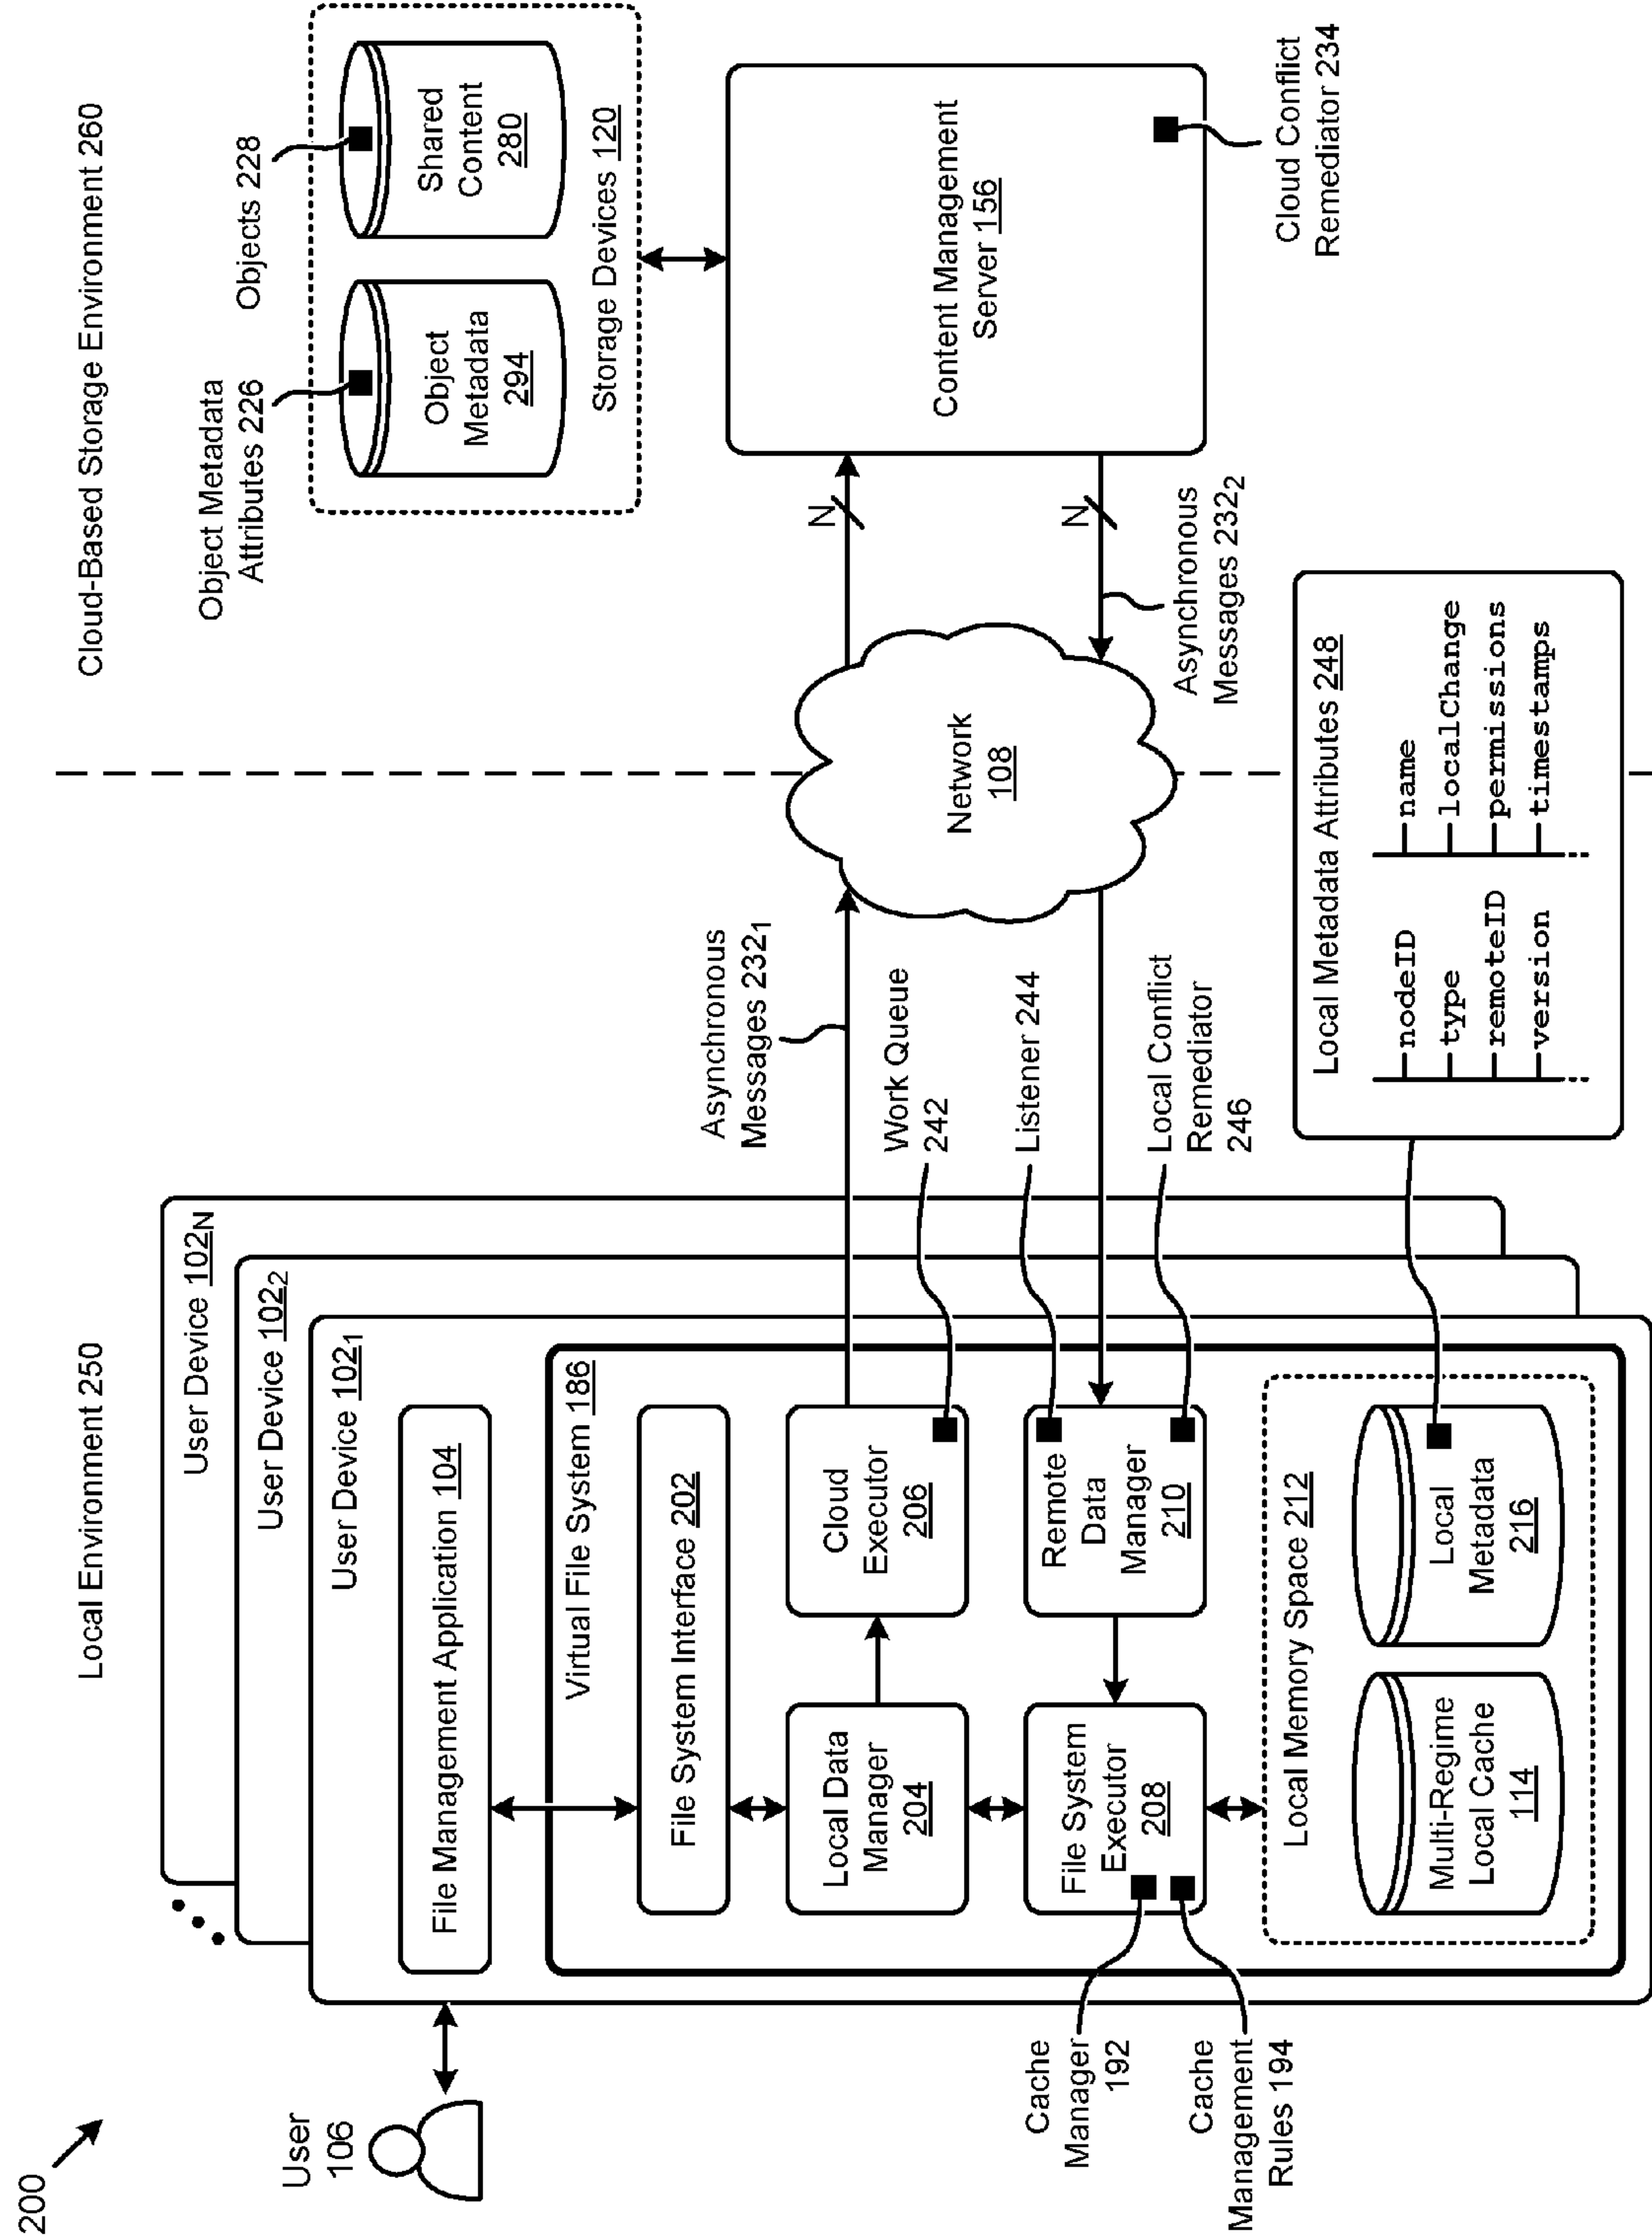 200
Local Environment 250
Cloud-Based Storage Environment 260
User
106
User Device 102N
User Device 1022
User Device 1021
File Management Application 104
Virtual File System 186
File System Interface 202
Local Data
Manager
204
Cloud
Executor
206
File System
Executor
208
Remote
Data
Manager
210
Local Memory Space 212
Multi-Regime
Local Cache
114
Local
Metadata
216
Cache
Manager
192
Cache
Management
Rules 194
Asynchronous
Messages 2321
Work Queue
242
Listener 244
Local Conflict
Remediator
246
Network
108
N
N
Asynchronous
Messages 2322
Local Metadata Attributes 248
nodeID
type
remoteID
version
name
localChange
permissions
timestamps
Object Metadata
Attributes 226
Objects 228
Object
Metadata
294
Shared
Content
280
Storage Devices 120
Content Management
Server 156
Cloud Conflict
Remediator 234